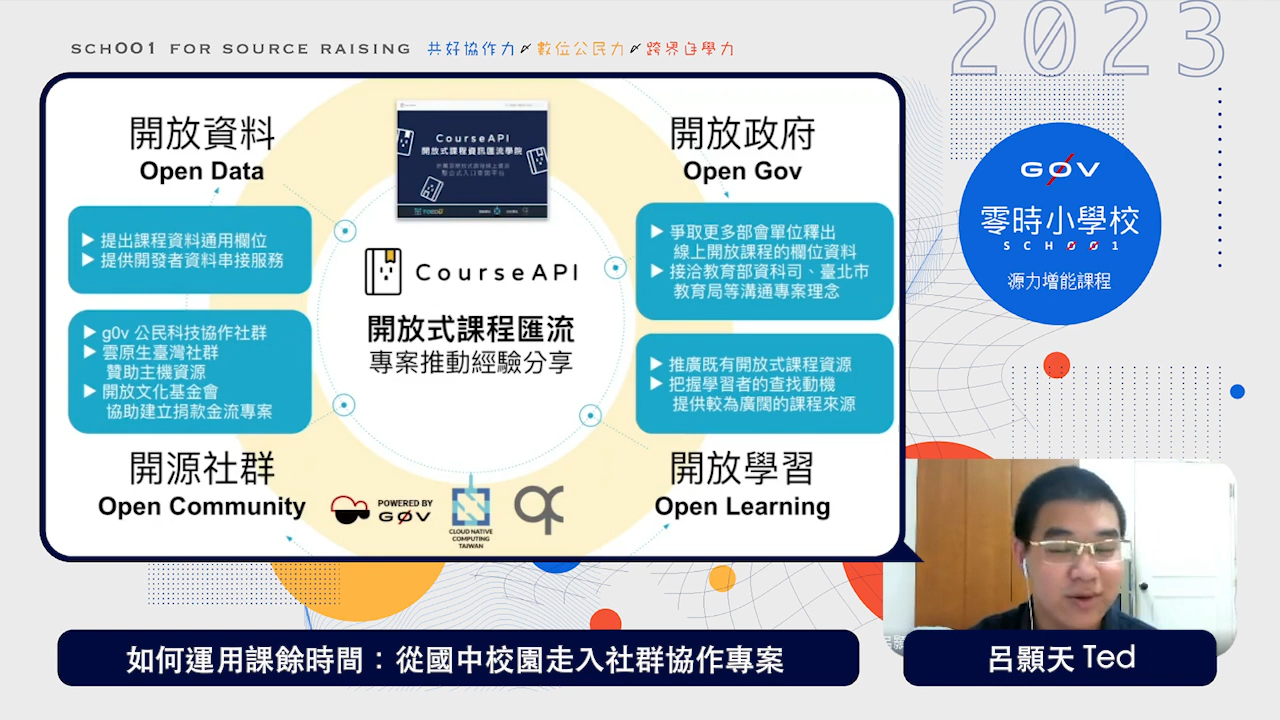 SCH001 FOR SOURCE RAISING 共好協作力 數位公民力 跨界自學力
2023
開放資料
Open Data
提出課程資料通用欄位
提供開發者資料串接服務
g0v 公民科技協作社群
雲原生臺灣社群
贊助主機資源
開放文化基金會
協助建立捐款金流專案
開源社群
Open Community
CourseAPI
開放式課程資訊匯流學院
CourseAPI
開放式課程匯流
專案推動經驗分享
POWERED BY
G0V
CLOUD NATIVE
COMPUTING
TAIWAN
開放政府
Open Gov
爭取更多部會單位釋出
線上開放課程的欄位資料
接洽教育部資科司、臺北市
教育局等溝通專案理念
推廣既有開放式課程資源
把握學習者的查找動機
提供較為廣闊的課程來源
開放學習
Open Learning
G0V
零時小學校
SCH001
源力增能課程
如何運用課餘時間：從國中校園走入社群協作專案
呂顥天 Ted